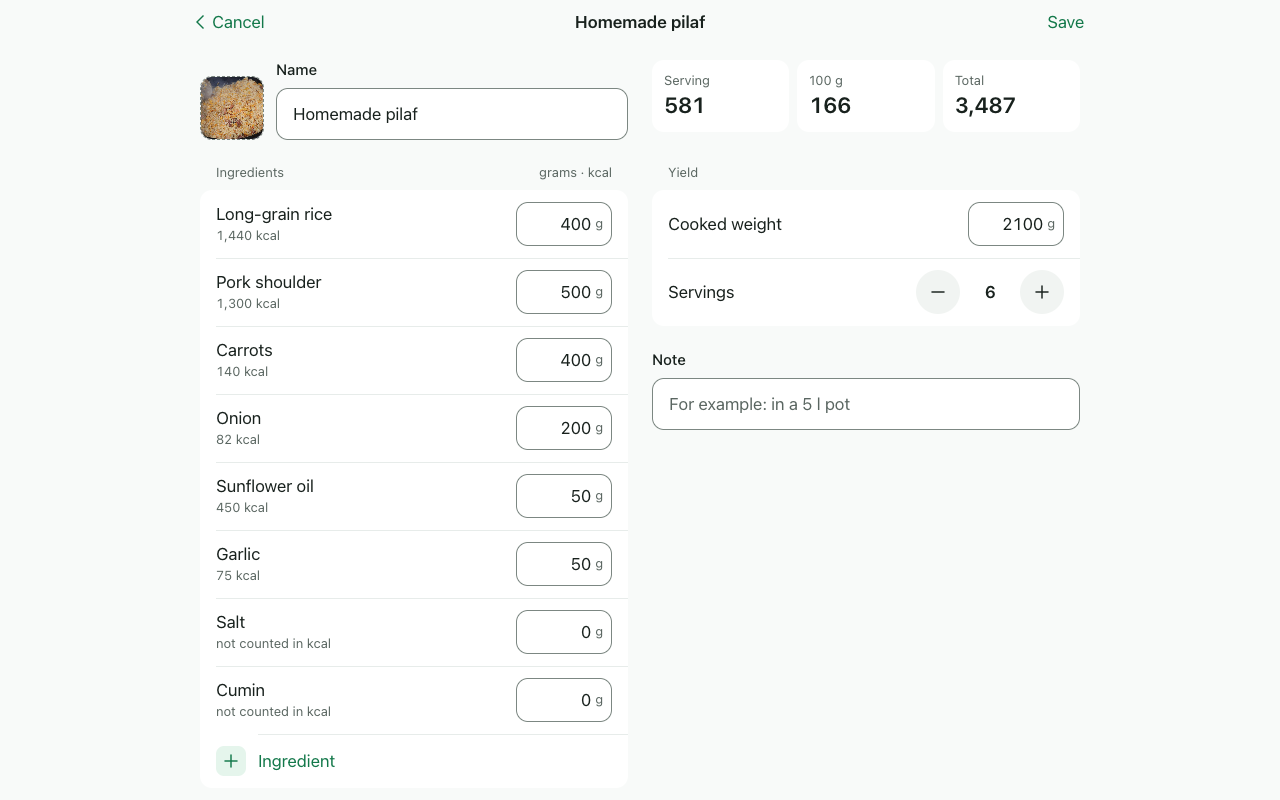 Cancel
Homemade pilaf
Save
Name
Homemade pilaf
Serving
581
100 g
166
Total
3,487
Ingredients
grams · kcal
Long-grain rice
1,440 kcal
400 g
Pork shoulder
1,300 kcal
500 g
Carrots
140 kcal
400 g
Onion
82 kcal
200 g
Sunflower oil
450 kcal
50 g
Garlic
75 kcal
50 g
Salt
not counted in kcal
0 g
Cumin
not counted in kcal
0 g
Ingredient
Yield
Cooked weight
2100 g
Servings
6
Note
For example: in a 5 l pot